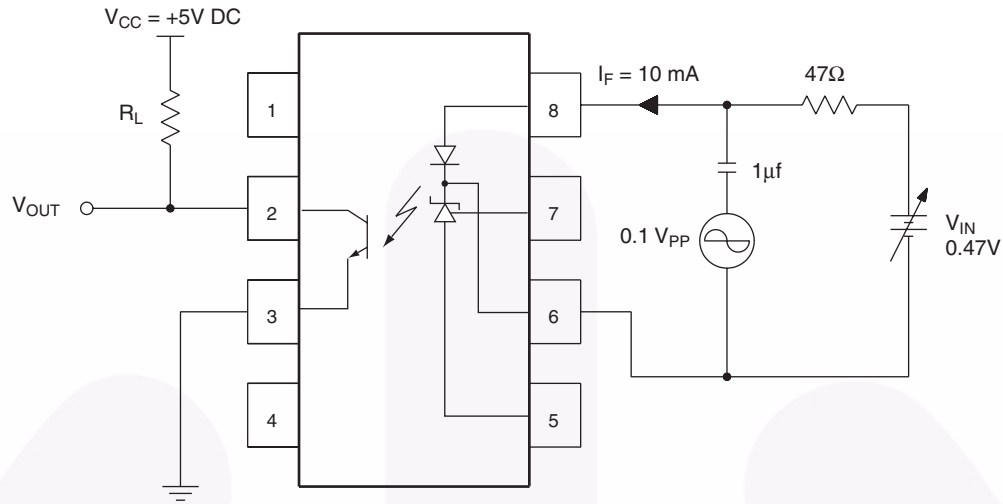 V_CC = +5V DC
R_L
V_OUT
1
2
3
4
8
7
6
5
I_F = 10 mA
47Ω
1μf
0.1 V_PP
V_IN
0.47V